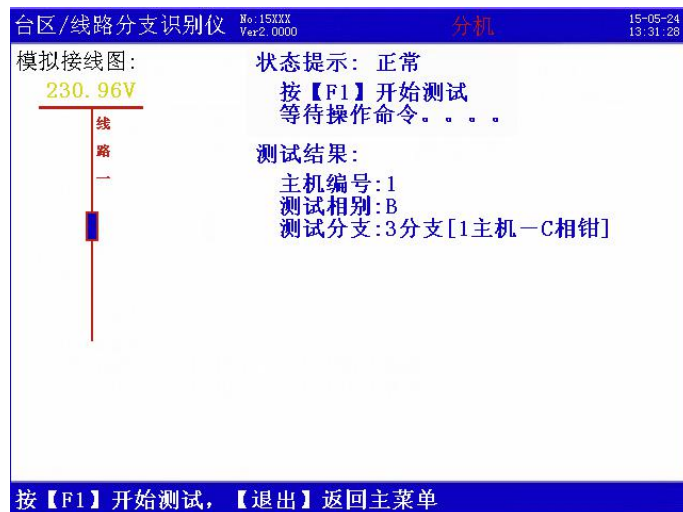 台区/线路分支识别仪 No:15XXX 分机 15-05-24
Ver2.0000 13:31:28
模拟接线图:
230.96V
线
路
一
状态提示: 正常
按【F1】开始测试
等待操作命令。。。。
测试结果:
主机编号:1
测试相别:B
测试分支:3分支[1主机－C相钳]
按【F1】开始测试，【退出】返回主菜单